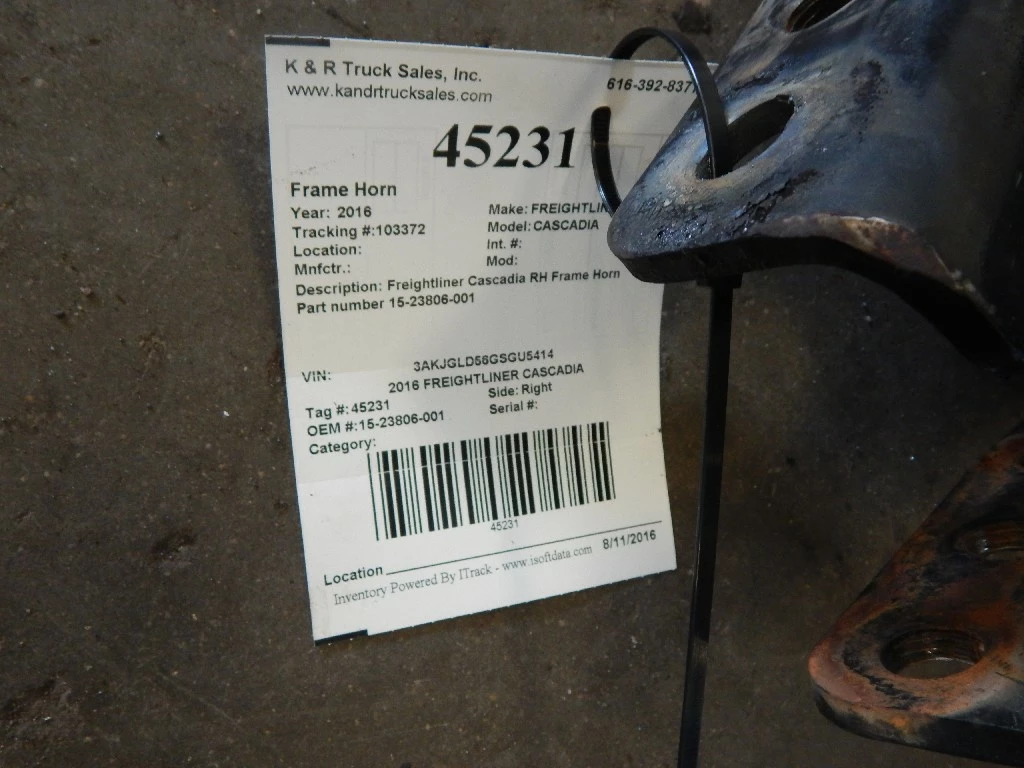 K & R Truck Sales, Inc.
www.kandrtrucksales.com
45231
Frame Horn
Year: 2016
Make:
Tracking #:103372
Model: CASCADIA
Location:
Int. #:
Mnfctr.:
Mod:
Description: Freightliner Cascadia RH Frame Horn
Part number 15-23806-001
VIN:
3AKJGLD56GSGU5414
2016 FREIGHTLINER CASCADIA
Tag #: 45231
Side: Right
OEM #: 15-23806-001
Serial #:
Category:
45231
Location
8/11/2016
Inventory Powered By ITrack - www.isoftdata.com